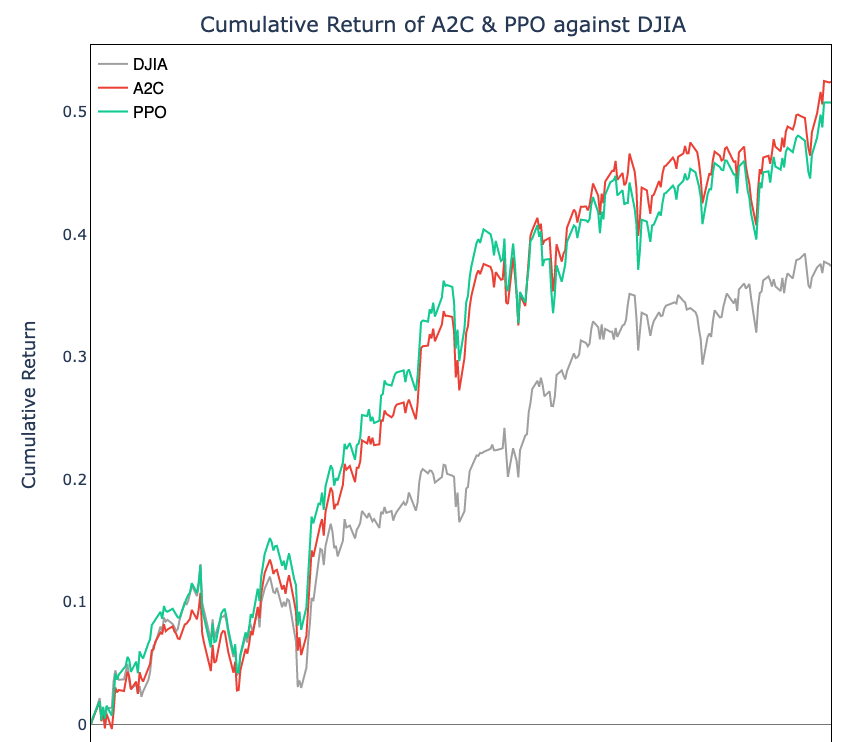 Cumulative Return of A2C & PPO against DJIA
DJIA
A2C
PPO
0.5
0.4
0.3
0.2
0.1
0
Cumulative Return